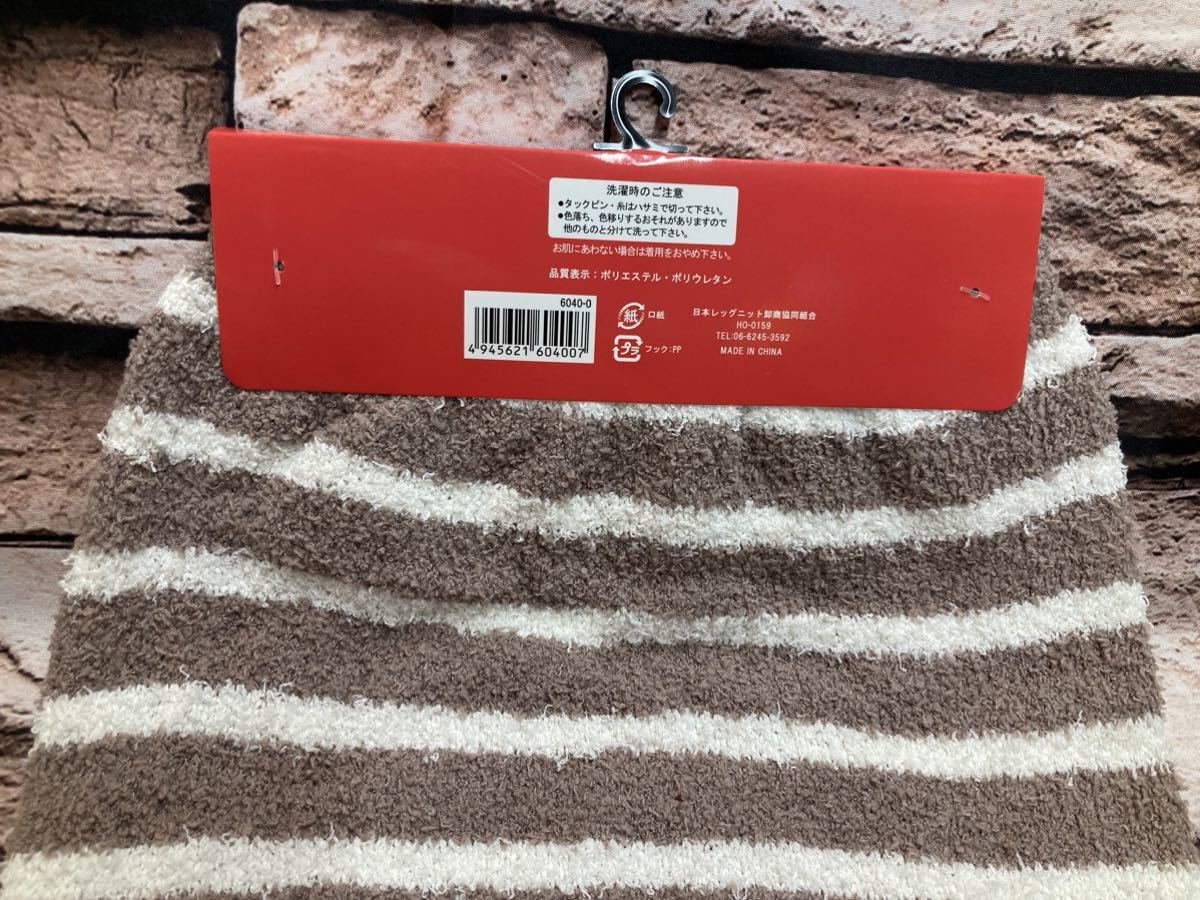 洗濯時のご注意
●タックピン・糸はハサミで切って下さい。
●色落ち、色移りするおそれがありますので
他のものと分けて洗って下さい。
お肌にあわない場合は着用をおやめ下さい。
品質表示：ポリエステル・ポリウレタン
6040-0
4 945621 604007
紙 口紙
プラ フック：PP
日本レッグニット卸商協同組合
HO-0159
TEL:06-6245-3592
MADE IN CHINA